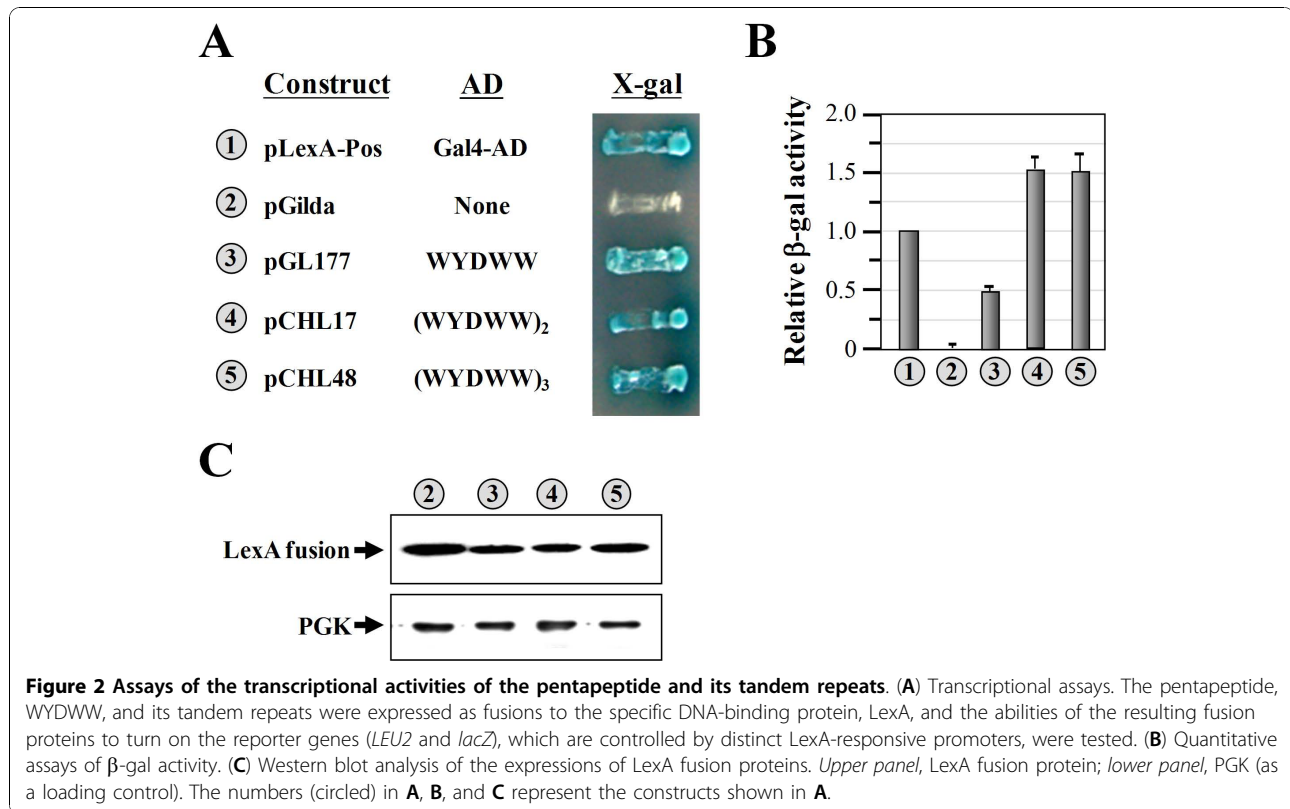 A
B
Construct AD X-gal
① pLexA-Pos Gal4-AD
② pGilda None
③ pGL177 WYDWW
④ pCHL17 (WYDWW)₂
⑤ pCHL48 (WYDWW)₃
Relative β-gal activity
2.0
1.5
1.0
0.5
0
① ② ③ ④ ⑤
C
② ③ ④ ⑤
LexA fusion
PGK
Figure 2 Assays of the transcriptional activities of the pentapeptide and its tandem repeats. (A) Transcriptional assays. The pentapeptide,
WYDWW, and its tandem repeats were expressed as fusions to the specific DNA-binding protein, LexA, and the abilities of the resulting fusion
proteins to turn on the reporter genes (LEU2 and lacZ), which are controlled by distinct LexA-responsive promoters, were tested. (B) Quantitative
assays of β-gal activity. (C) Western blot analysis of the expressions of LexA fusion proteins. Upper panel, LexA fusion protein; lower panel, PGK (as
a loading control). The numbers (circled) in A, B, and C represent the constructs shown in A.